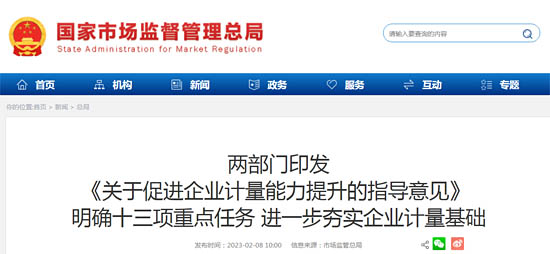 国家市场监督管理总局
State Administration for Market Regulation
请输入要查询的内容
首页 机构 新闻 政务 服务 互动 专题
你的位置:首页 > 新闻 > 总局
两部门印发
《关于促进企业计量能力提升的指导意见》
明确十三项重点任务 进一步夯实企业计量基础
发布时间：2023-02-08 10:00 信息来源：市场监管总局